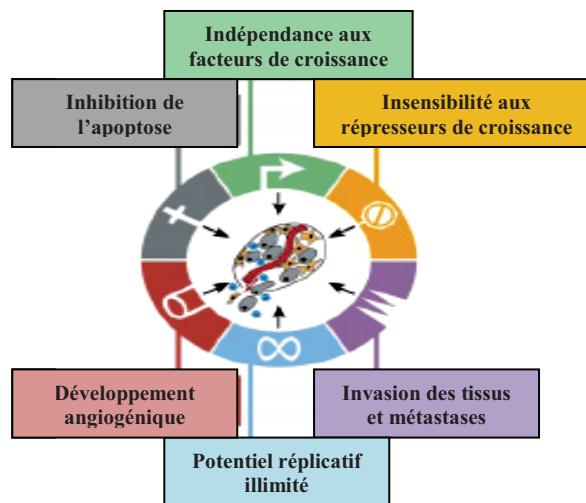 Indépendance aux
facteurs de croissance
Inhibition de
l’apoptose
Insensibilité aux
répresseurs de croissance
Développement
angiogénique
Invasion des tissus
et métastases
Potentiel réplicatif
illimité